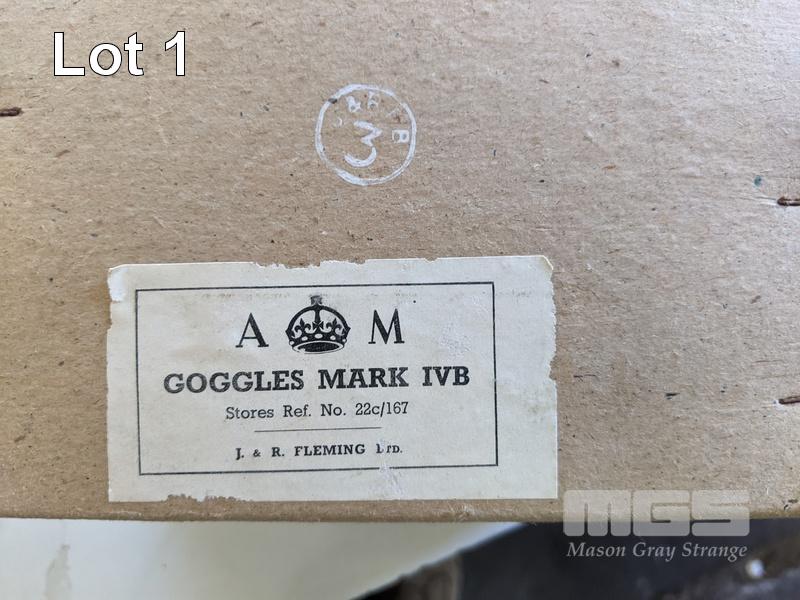 Lot 1
3
A M
GOGGLES MARK IVB
Stores Ref. No. 22c/167
J. & R. FLEMING LTD.
MGS
Mason Gray Strange